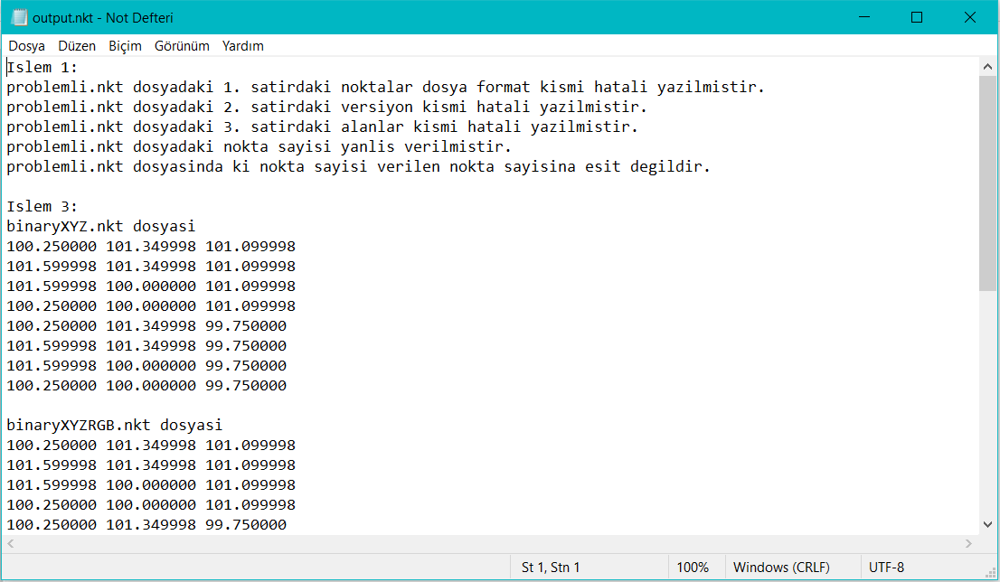 output.nkt - Not Defteri
Dosya Düzen Biçim Görünüm Yardım
Islem 1:
problemli.nkt dosyadaki 1. satirdaki noktalar dosya format kismi hatali yazilmistir.
problemli.nkt dosyadaki 2. satirdaki versiyon kismi hatali yazilmistir.
problemli.nkt dosyadaki 3. satirdaki alanlar kismi hatali yazilmistir.
problemli.nkt dosyadaki nokta sayisi yanlis verilmistir.
problemli.nkt dosyasinda ki nokta sayisi verilen nokta sayisina esit degildir.
Islem 3:
binaryXYZ.nkt dosyasi
100.250000 101.349998 101.099998
101.599998 101.349998 101.099998
101.599998 100.000000 101.099998
100.250000 100.000000 101.099998
100.250000 101.349998 99.750000
101.599998 101.349998 99.750000
101.599998 100.000000 99.750000
100.250000 100.000000 99.750000
binaryXYZRGB.nkt dosyasi
100.250000 101.349998 101.099998
101.599998 101.349998 101.099998
101.599998 100.000000 101.099998
100.250000 100.000000 101.099998
100.250000 101.349998 99.750000
St 1, Stn 1 100% Windows (CRLF) UTF-8